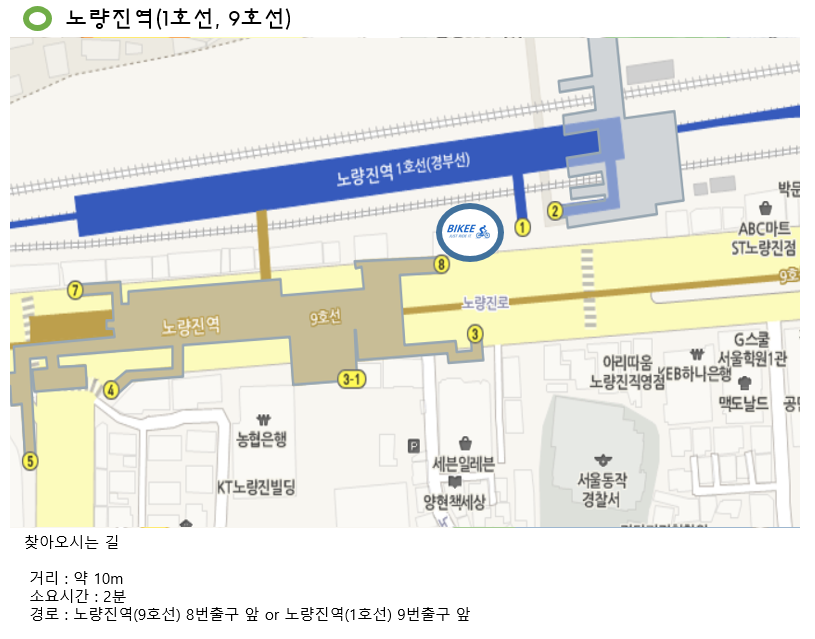 노량진역(1호선, 9호선)
노량진역 1호선(경부선)
박문
BIKEE
JUST RIDE IT
1
2
ABC마트
ST노량진점
8
7
9호
노량진로
노량진역
9호선
3
G스쿨
서울학원1관
아리따움
노량진직영점
KEB하나은행
3-1
4
맥도날드
공단
농협은행
P
5
세븐일레븐
서울동작
경찰서
KT노량진빌딩
양현책세상
찾아오시는 길
거리 : 약 10m
소요시간 : 2분
경로 : 노량진역(9호선) 8번출구 앞 or 노량진역(1호선) 9번출구 앞